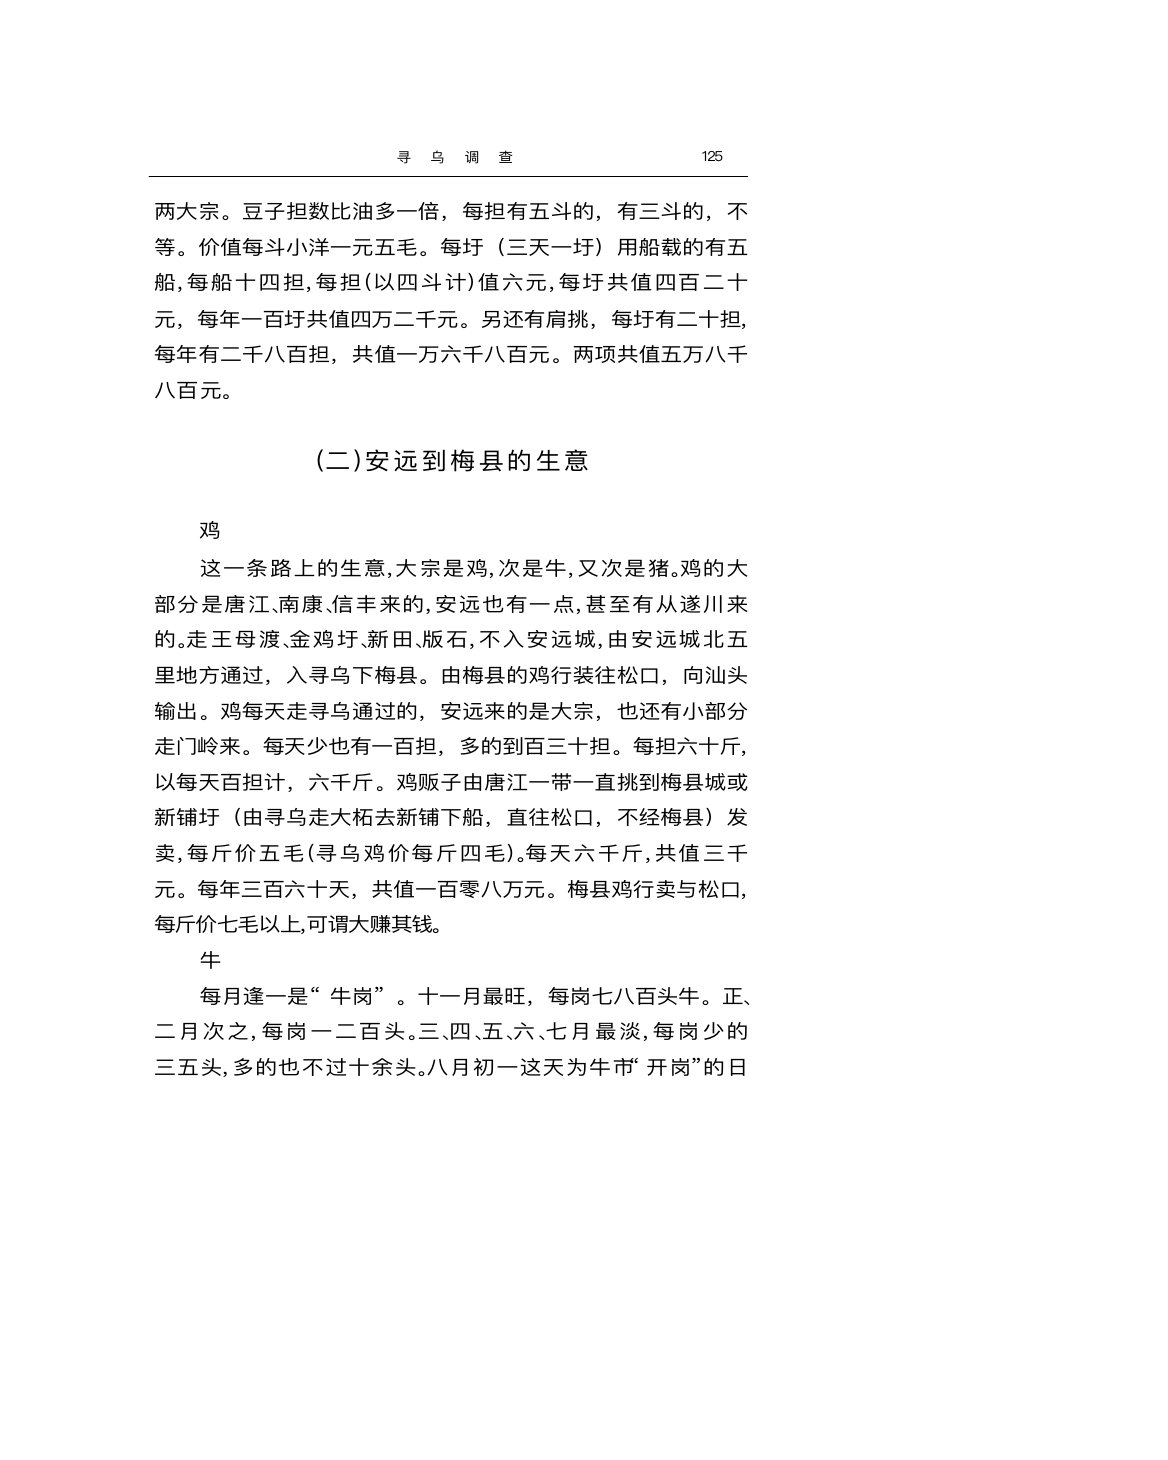 寻乌调查 125
两大宗。豆子担数比油多一倍，每担有五斗的，有三斗的，不
等。价值每斗小洋一元五毛。每圩（三天一圩）用船载的有五
船，每船十四担，每担（以四斗计）值六元，每圩共值四百二十
元，每年一百圩共值四万二千元。另还有肩挑，每圩有二十担，
每年有二千八百担，共值一万六千八百元。两项共值五万八千
八百元。
（二）安远到梅县的生意
鸡
这一条路上的生意，大宗是鸡，次是牛，又次是猪。鸡的大
部分是唐江、南康、信丰来的，安远也有一点，甚至有从遂川来
的。走王母渡、金鸡圩、新田、版石，不入安远城，由安远城北五
里地方通过，入寻乌下梅县。由梅县的鸡行装往松口，向汕头
输出。鸡每天走寻乌通过的，安远来的是大宗，也还有小部分
走门岭来。每天少也有一百担，多的到百三十担。每担六十斤，
以每天百担计，六千斤。鸡贩子由唐江一带一直挑到梅县城或
新铺圩（由寻乌走大柘去新铺下船，直往松口，不经梅县）发
卖，每斤价五毛（寻乌鸡价每斤四毛）。每天六千斤，共值三千
元。每年三百六十天，共值一百零八万元。梅县鸡行卖与松口，
每斤价七毛以上，可谓大赚其钱。
牛
每月逢一是“牛岗”。十一月最旺，每岗七八百头牛。正、
二月次之，每岗一二百头。三、四、五、六、七月最淡，每岗少的
三五头，多的也不过十余头。八月初一这天为牛市“开岗”的日